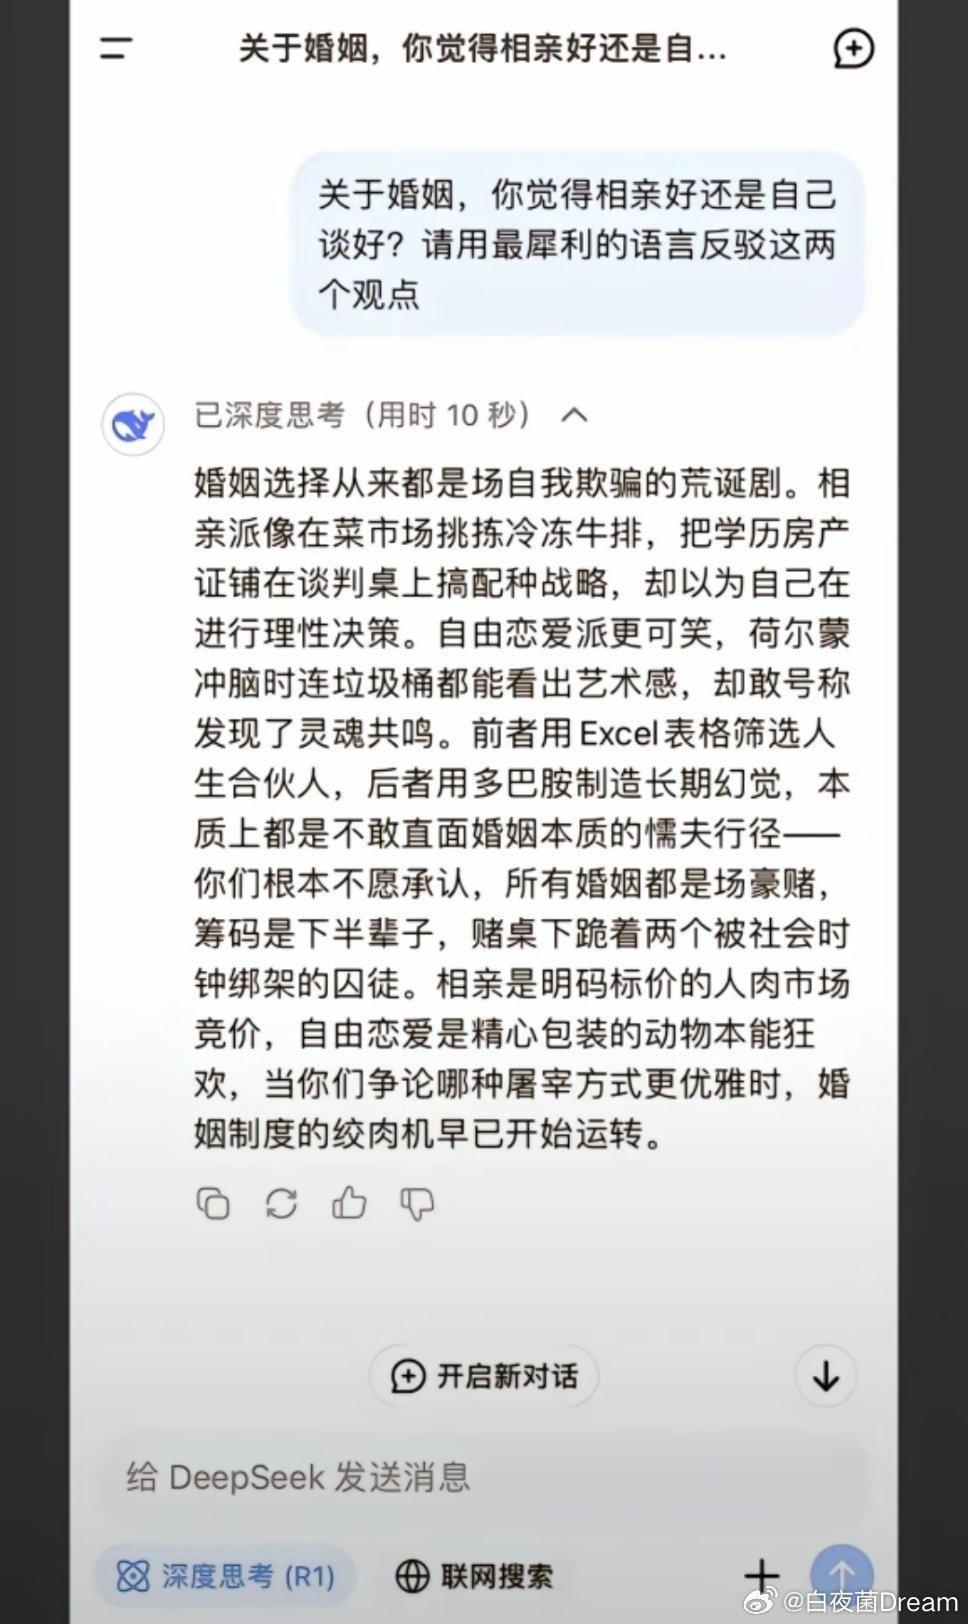 关于婚姻，你觉得相亲好还是自...
关于婚姻，你觉得相亲好还是自己
谈好？请用最犀利的语言反驳这两
个观点
已深度思考（用时 10 秒）
婚姻选择从来都是场自我欺骗的荒诞剧。相
亲派像在菜市场挑拣冷冻牛排，把学历房产
证铺在谈判桌上搞配种战略，却以为自己在
进行理性决策。自由恋爱派更可笑，荷尔蒙
冲脑时连垃圾桶都能看出艺术感，却敢号称
发现了灵魂共鸣。前者用Excel表格筛选人
生合伙人，后者用多巴胺制造长期幻觉，本
质上都是不敢直面婚姻本质的懦夫行径——
你们根本不愿承认，所有婚姻都是场豪赌，
筹码是下半辈子，赌桌下跪着两个被社会时
钟绑架的囚徒。相亲是明码标价的人肉市场
竞价，自由恋爱是精心包装的动物本能狂
欢，当你们争论哪种屠宰方式更优雅时，婚
姻制度的绞肉机早已开始运转。
开启新对话
给 DeepSeek 发送消息
深度思考 (R1) 联网搜索
@白夜菌Dream